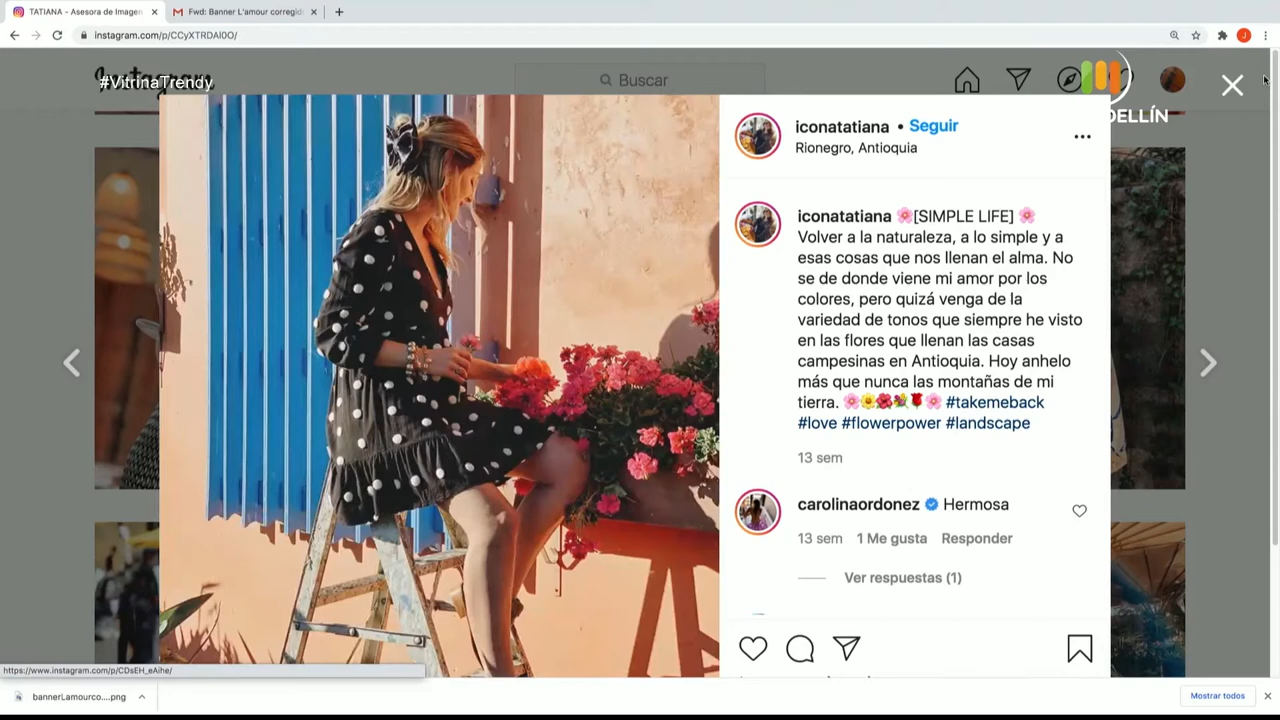 TATIANA - Asesora de Imagen
Fwd: Banner L'amour corregido
instagram.com/p/CCyXTRDAl0O/
J
#VitrinaTrendy
Instagram
Buscar
DELLÍN
iconatatiana • Seguir
Rionegro, Antioquia
iconatatiana 🌸[SIMPLE LIFE] 🌸
Volver a la naturaleza, a lo simple y a
esas cosas que nos llenan el alma. No
se de donde viene mi amor por los
colores, pero quizá venga de la
variedad de tonos que siempre he visto
en las flores que llenan las casas
campesinas en Antioquia. Hoy anhelo
más que nunca las montañas de mi
tierra. 🌸🌼🌺💐🌹🌸 #takemeback
#love #flowerpower #landscape
13 sem
carolinaordonez Hermosa
13 sem 1 Me gusta Responder
Ver respuestas (1)
https://www.instagram.com/p/CDsEH_eAihe/
bannerLamourco....png
Mostrar todos